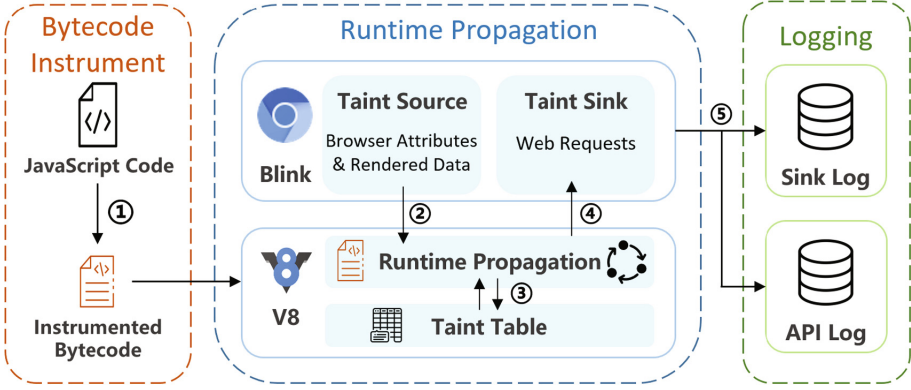 Bytecode
Instrument
</>
JavaScript Code
①
</>
Instrumented
Bytecode
Runtime Propagation
Blink
Taint Source
Browser Attributes
& Rendered Data
Taint Sink
Web Requests
②
④
⑤
V8
</>
Runtime Propagation
③
Taint Table
Logging
Sink Log
API Log